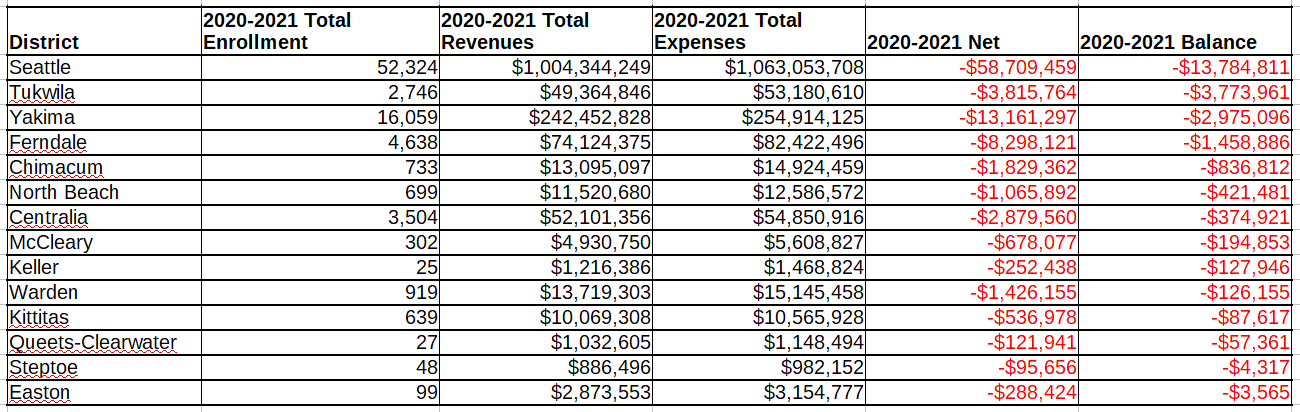 District 2020-2021 Total Enrollment 2020-2021 Total Revenues 2020-2021 Total Expenses 2020-2021 Net 2020-2021 Balance
Seattle 52,324 $1,004,344,249 $1,063,053,708 -$58,709,459 -$13,784,811
Tukwila 2,746 $49,364,846 $53,180,610 -$3,815,764 -$3,773,961
Yakima 16,059 $242,452,828 $254,914,125 -$13,161,297 -$2,975,096
Ferndale 4,638 $74,124,375 $82,422,496 -$8,298,121 -$1,458,886
Chimacum 733 $13,095,097 $14,924,459 -$1,829,362 -$836,812
North Beach 699 $11,520,680 $12,586,572 -$1,065,892 -$421,481
Centralia 3,504 $52,101,356 $54,850,916 -$2,879,560 -$374,921
McCleary 302 $4,930,750 $5,608,827 -$678,077 -$194,853
Keller 25 $1,216,386 $1,468,824 -$252,438 -$127,946
Warden 919 $13,719,303 $15,145,458 -$1,426,155 -$126,155
Kittitas 639 $10,069,308 $10,565,928 -$536,978 -$87,617
Queets-Clearwater 27 $1,032,605 $1,148,494 -$121,941 -$57,361
Steptoe 48 $886,496 $982,152 -$95,656 -$4,317
Easton 99 $2,873,553 $3,154,777 -$288,424 -$3,565